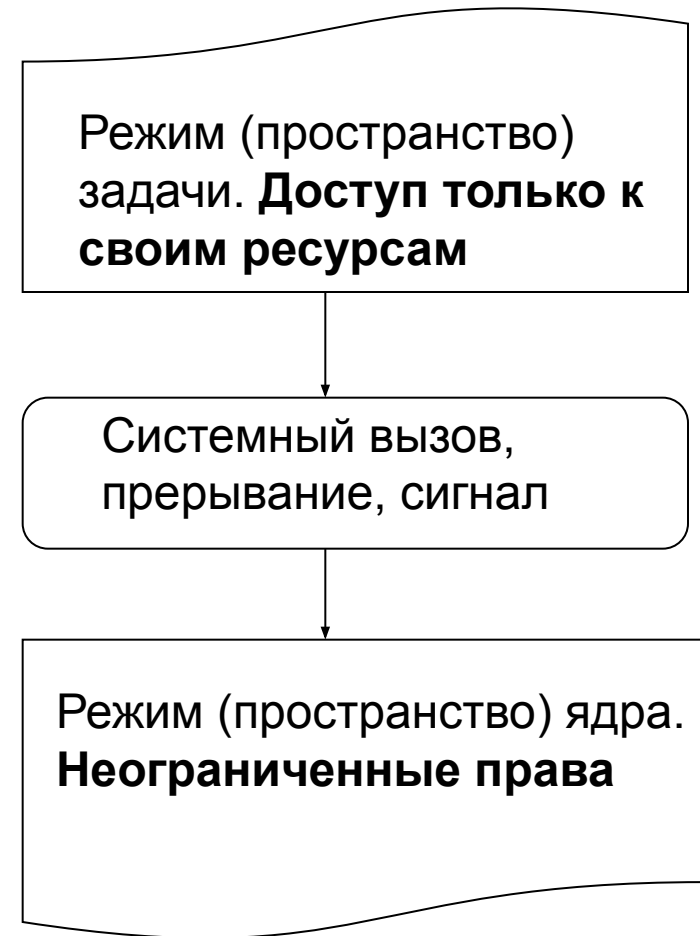 Режим (пространство)
задачи. Доступ только к
своим ресурсам
Системный вызов,
прерывание, сигнал
Режим (пространство) ядра.
Неограниченные права